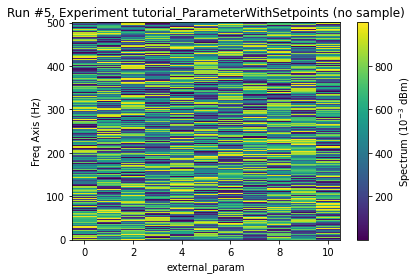 Run #5, Experiment tutorial_ParameterWithSetpoints (no sample)
500
400
300
200
100
0
Freq Axis (Hz)
0 2 4 6 8 10
external_param
800
600
400
200
Spectrum (10⁻³ dBm)